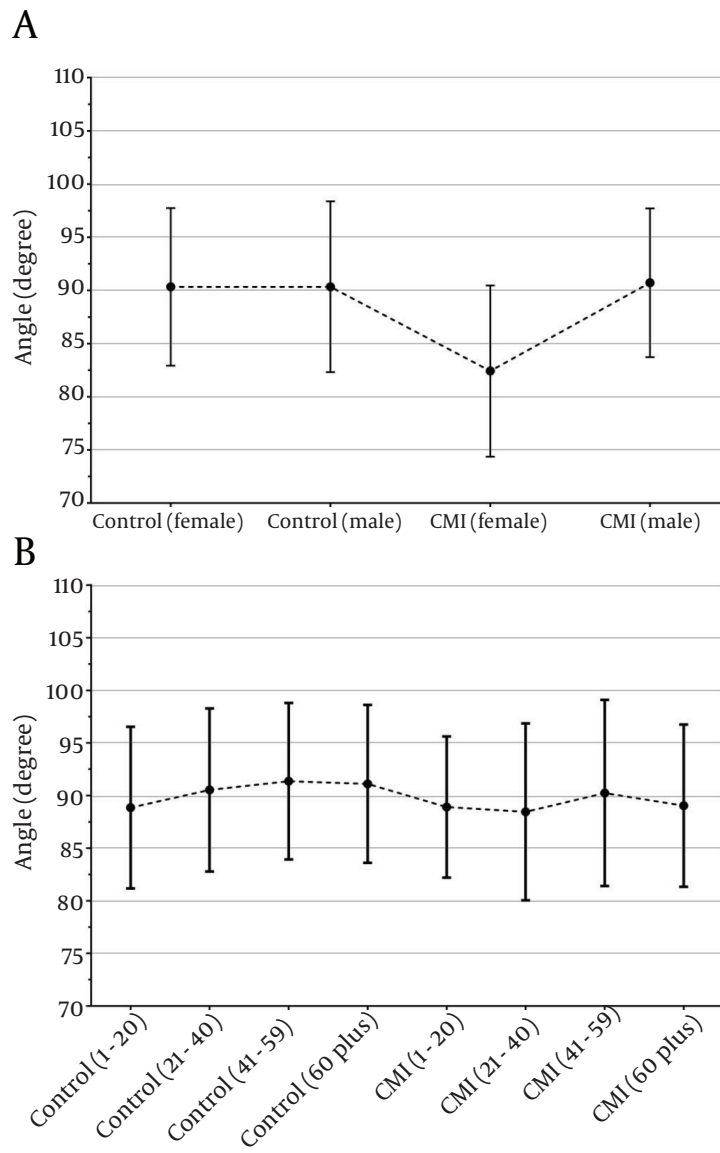 A
110
105
100
95
90
85
80
75
70
Angle (degree)
Control (female)
Control (male)
CMI (female)
CMI (male)
B
110
105
100
95
90
85
80
75
70
Angle (degree)
Control (1-20)
Control (21-40)
Control (41-59)
Control (60 plus)
CMI (1-20)
CMI (21-40)
CMI (41-59)
CMI (60 plus)